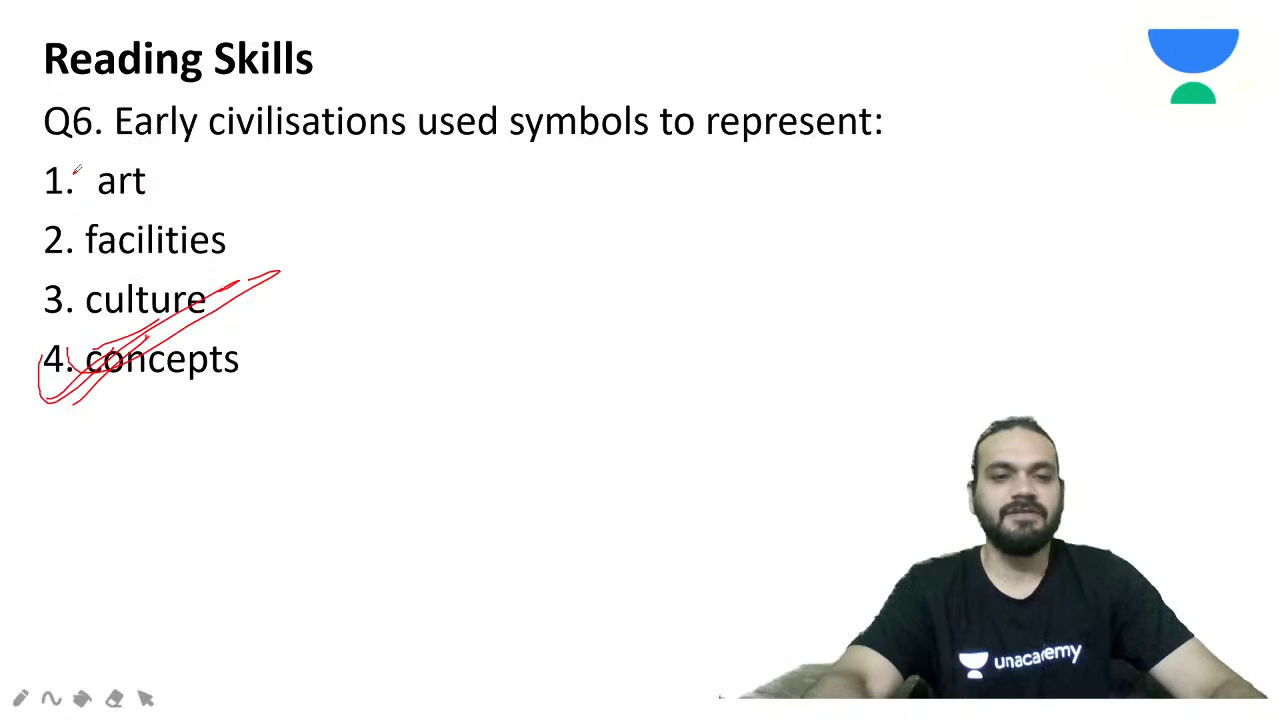 Reading Skills
Q6. Early civilisations used symbols to represent:
1. art
2. facilities
3. culture
4. concepts
unacademy